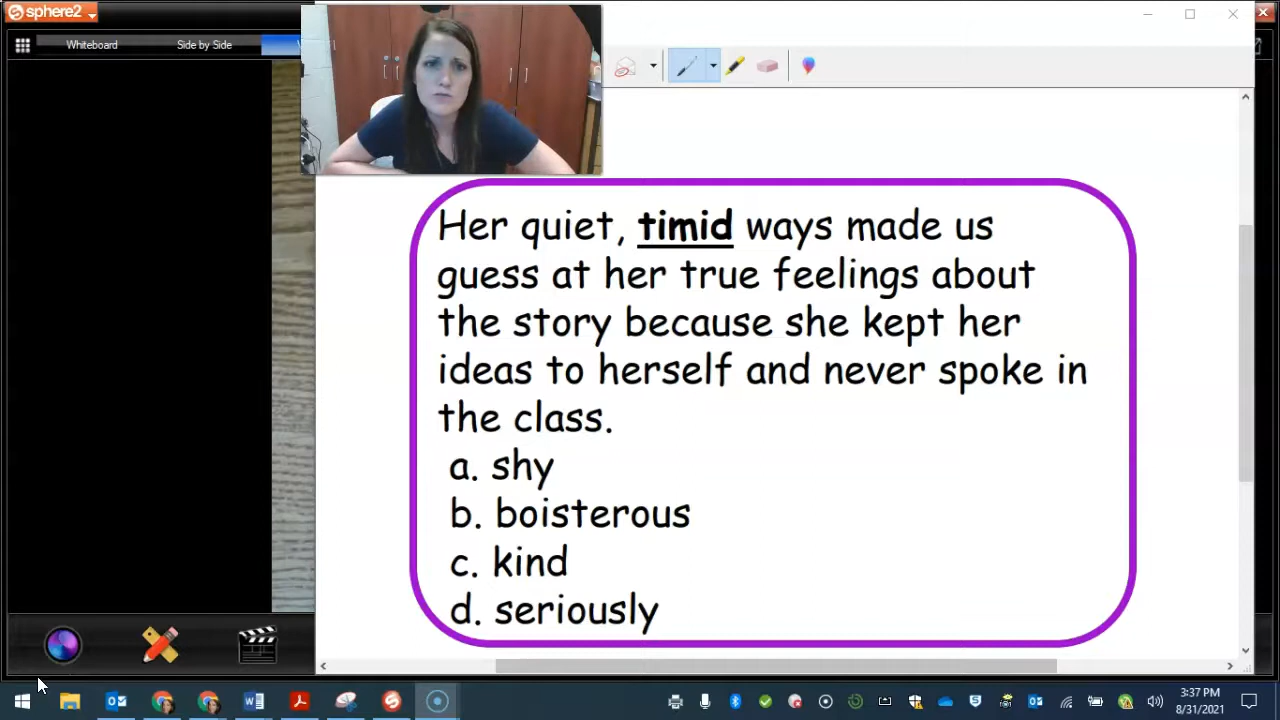 sphere2
Whiteboard
Side by Side
Her quiet, timid ways made us
guess at her true feelings about
the story because she kept her
ideas to herself and never spoke in
the class.
a. shy
b. boisterous
c. kind
d. seriously
3:37 PM
8/31/2021